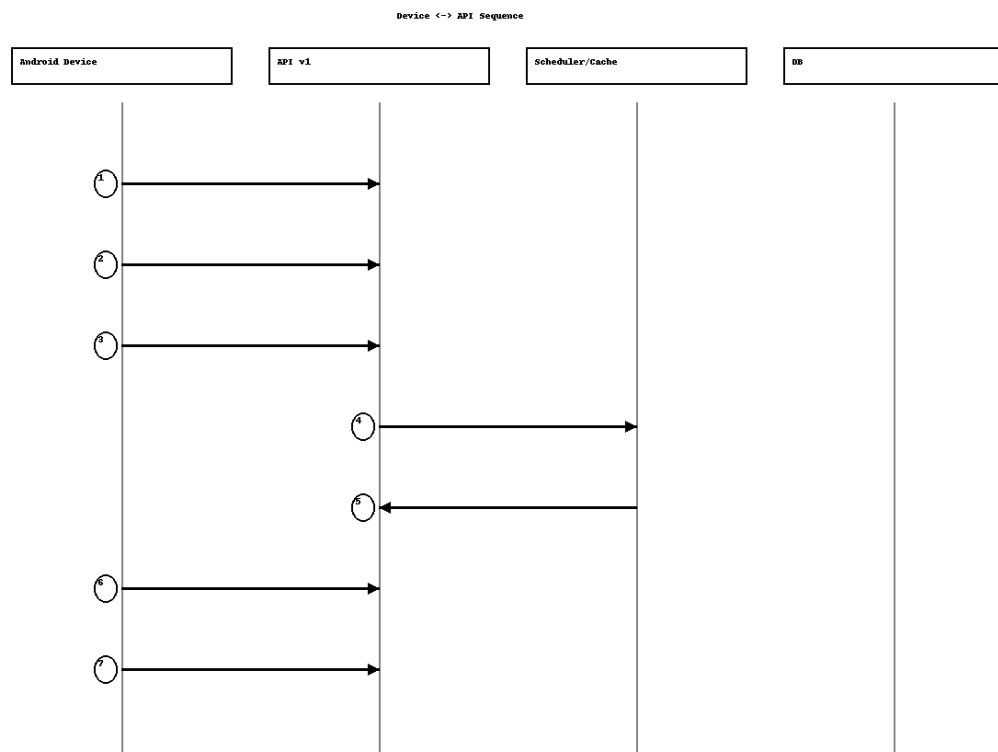 Device <-> API Sequence
Android Device
API v1
Scheduler/Cache
DB
1
2
3
4
5
6
7